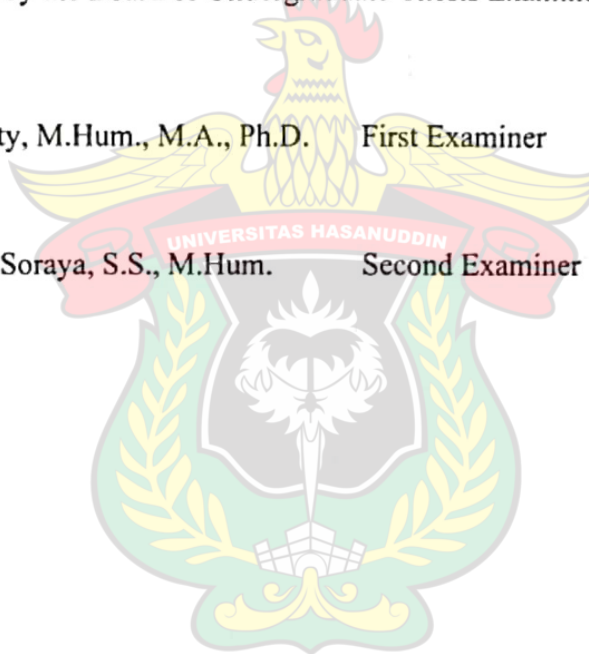 ty, M.Hum., M.A., Ph.D. First Examiner
UNIVERSITAS HASANUDDIN
Soraya, S.S., M.Hum. Second Examiner